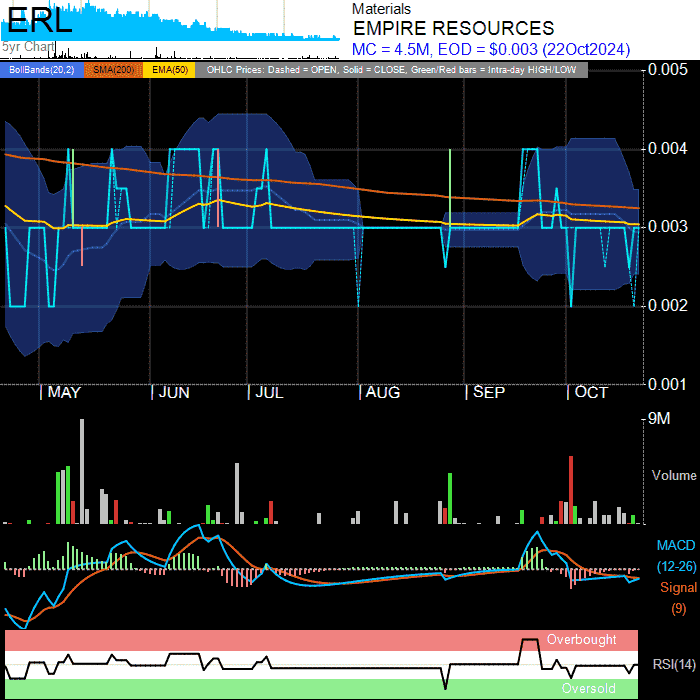 ERL
5yr Chart
Materials
EMPIRE RESOURCES
MC = 4.5M, EOD = $0.003 (22Oct2024)
BollBands(20,2) SMA(200) EMA(50) OHLC Prices: Dashed = OPEN, Solid = CLOSE, Green/Red bars = Intra-day HIGH/LOW
0.005
0.004
0.003
0.002
0.001
MAY JUN JUL AUG SEP OCT
9M
Volume
MACD
(12-26)
Signal
(9)
Overbought
RSI(14)
Oversold